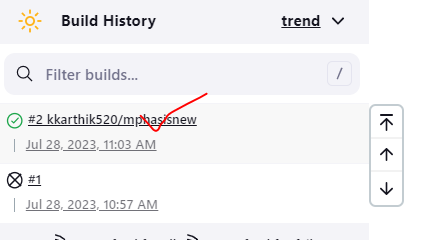 Build History
trend
Filter builds...
/
#2 kkarthik520/mphasisnew
Jul 28, 2023, 11:03 AM
#1
Jul 28, 2023, 10:57 AM